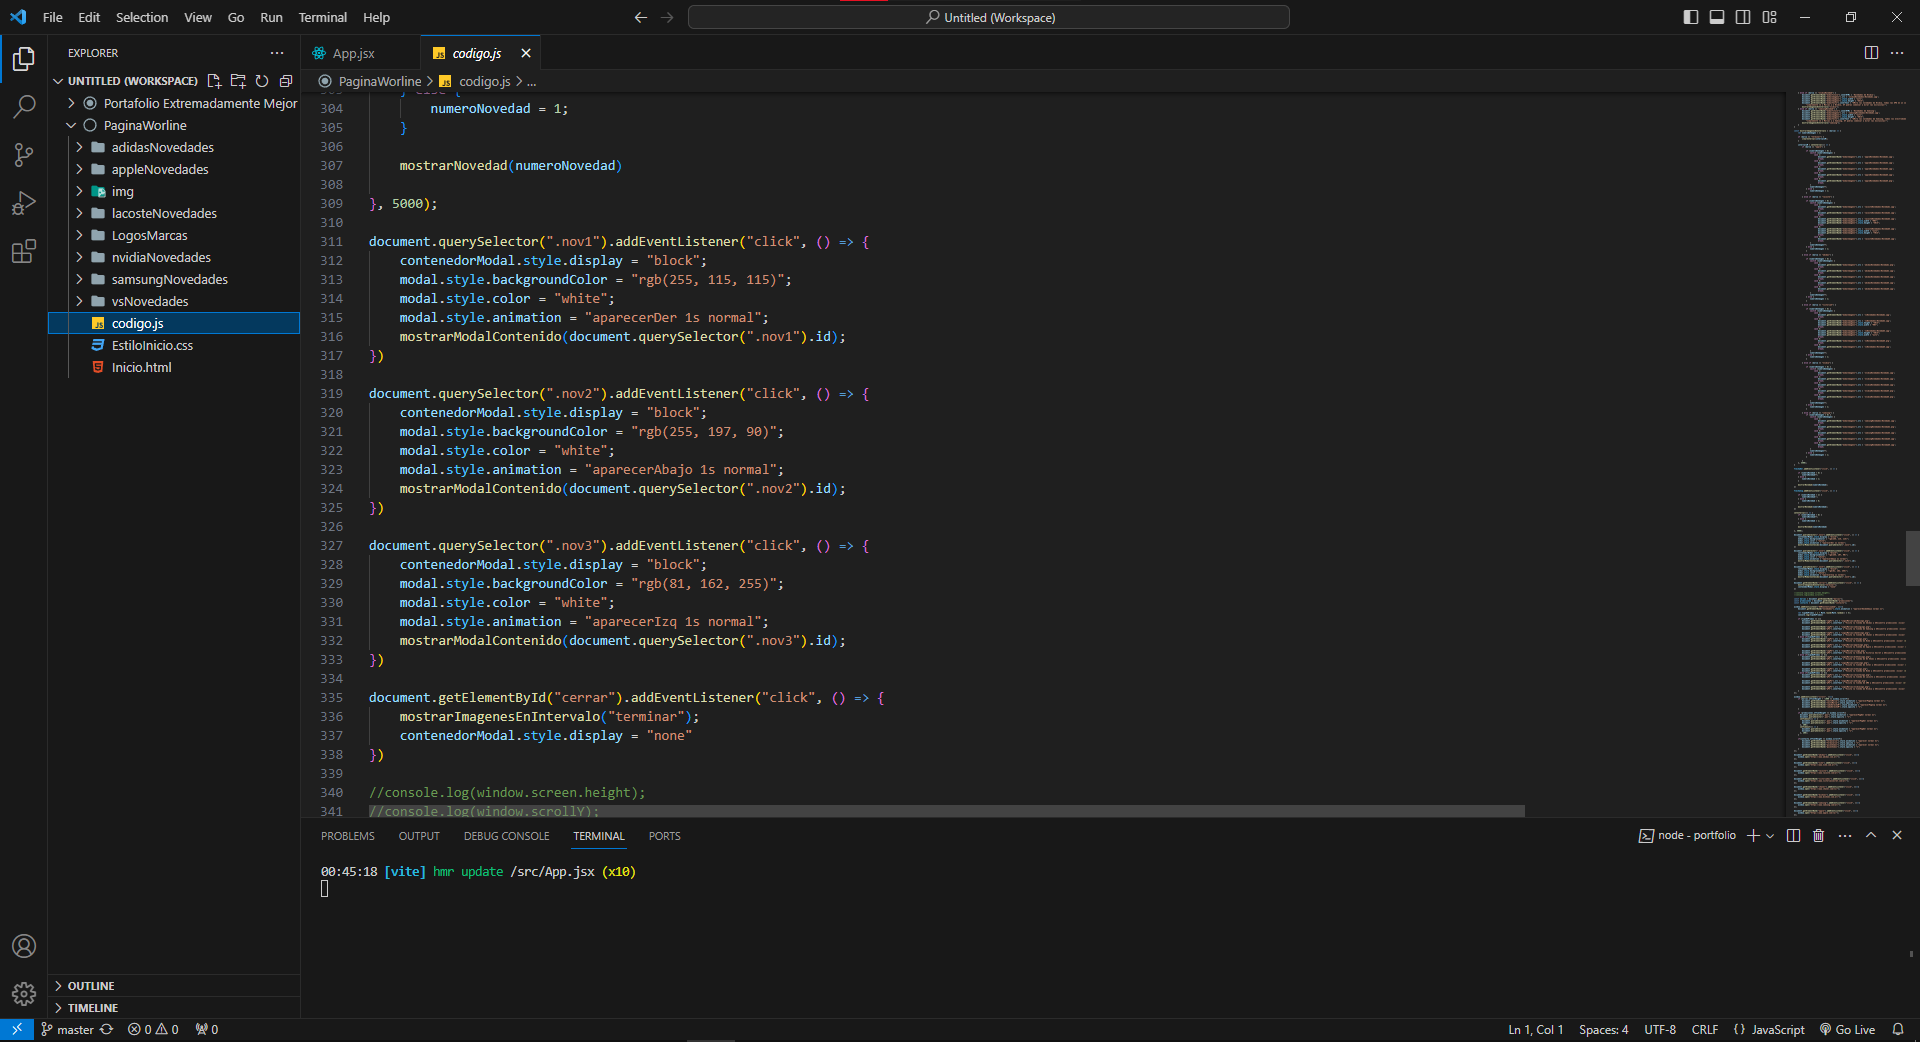 File Edit Selection View Go Run Terminal Help
Untitled (Workspace)
EXPLORER
UNTITLED (WORKSPACE)
Portafolio Extremadamente Mejor
PaginaWorline
adidasNovedades
appleNovedades
img
lacosteNovedades
LogosMarcas
nvidiaNovedades
samsungNovedades
vsNovedades
codigo.js
EstiloInicio.css
Inicio.html
OUTLINE
TIMELINE
App.jsx
codigo.js
PaginaWorline > codigo.js > ...
303 } else {
304 numeroNovedad = 1;
305 }
306
307 mostrarNovedad(numeroNovedad)
308
309 }, 5000);
310
311 document.querySelector(".nov1").addEventListener("click", () => {
312 contenedorModal.style.display = "block";
313 modal.style.backgroundColor = "rgb(255, 115, 115)";
314 modal.style.color = "white";
315 modal.style.animation = "aparecerDer 1s normal";
316 mostrarModalContenido(document.querySelector(".nov1").id);
317 })
318
319 document.querySelector(".nov2").addEventListener("click", () => {
320 contenedorModal.style.display = "block";
321 modal.style.backgroundColor = "rgb(255, 197, 90)";
322 modal.style.color = "white";
323 modal.style.animation = "aparecerAbajo 1s normal";
324 mostrarModalContenido(document.querySelector(".nov2").id);
325 })
326
327 document.querySelector(".nov3").addEventListener("click", () => {
328 contenedorModal.style.display = "block";
329 modal.style.backgroundColor = "rgb(81, 162, 255)";
330 modal.style.color = "white";
331 modal.style.animation = "aparecerIzq 1s normal";
332 mostrarModalContenido(document.querySelector(".nov3").id);
333 })
334
335 document.getElementById("cerrar").addEventListener("click", () => {
336 mostrarImagenesEnIntervalo("terminar");
337 contenedorModal.style.display = "none"
338 })
339
340 //console.log(window.screen.height);
341 //console.log(window.scrollY);
PROBLEMS OUTPUT DEBUG CONSOLE TERMINAL PORTS
node - portfolio
00:45:18 [vite] hmr update /src/App.jsx (x10)
master 0 0 0
Ln 1, Col 1 Spaces: 4 UTF-8 CRLF {} JavaScript Go Live